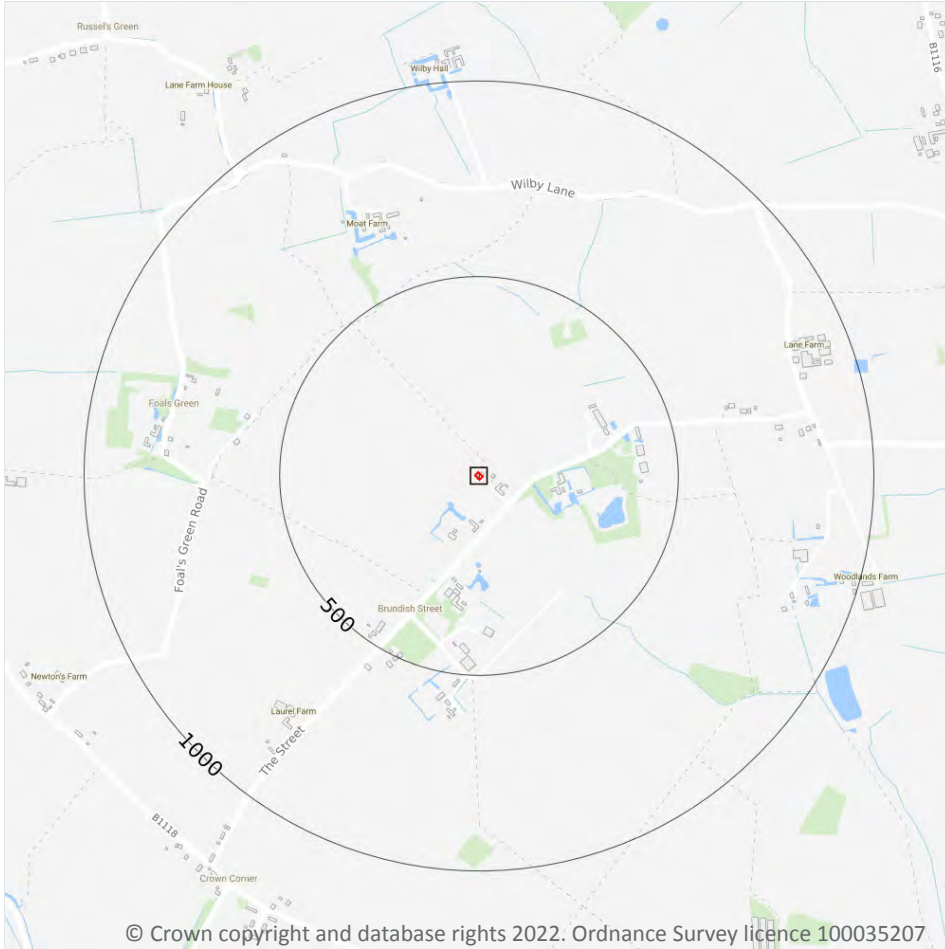 Russel's Green
B1116
Wilby Hall
Lane Farm House
Wilby Lane
Moat Farm
Lane Farm
Foals Green
Foal's Green Road
500
Woodlands Farm
Brundish Street
Newton's Farm
Laurel Farm
The Street
1000
B1118
Crown Corner
© Crown copyright and database rights 2022. Ordnance Survey licence 100035207